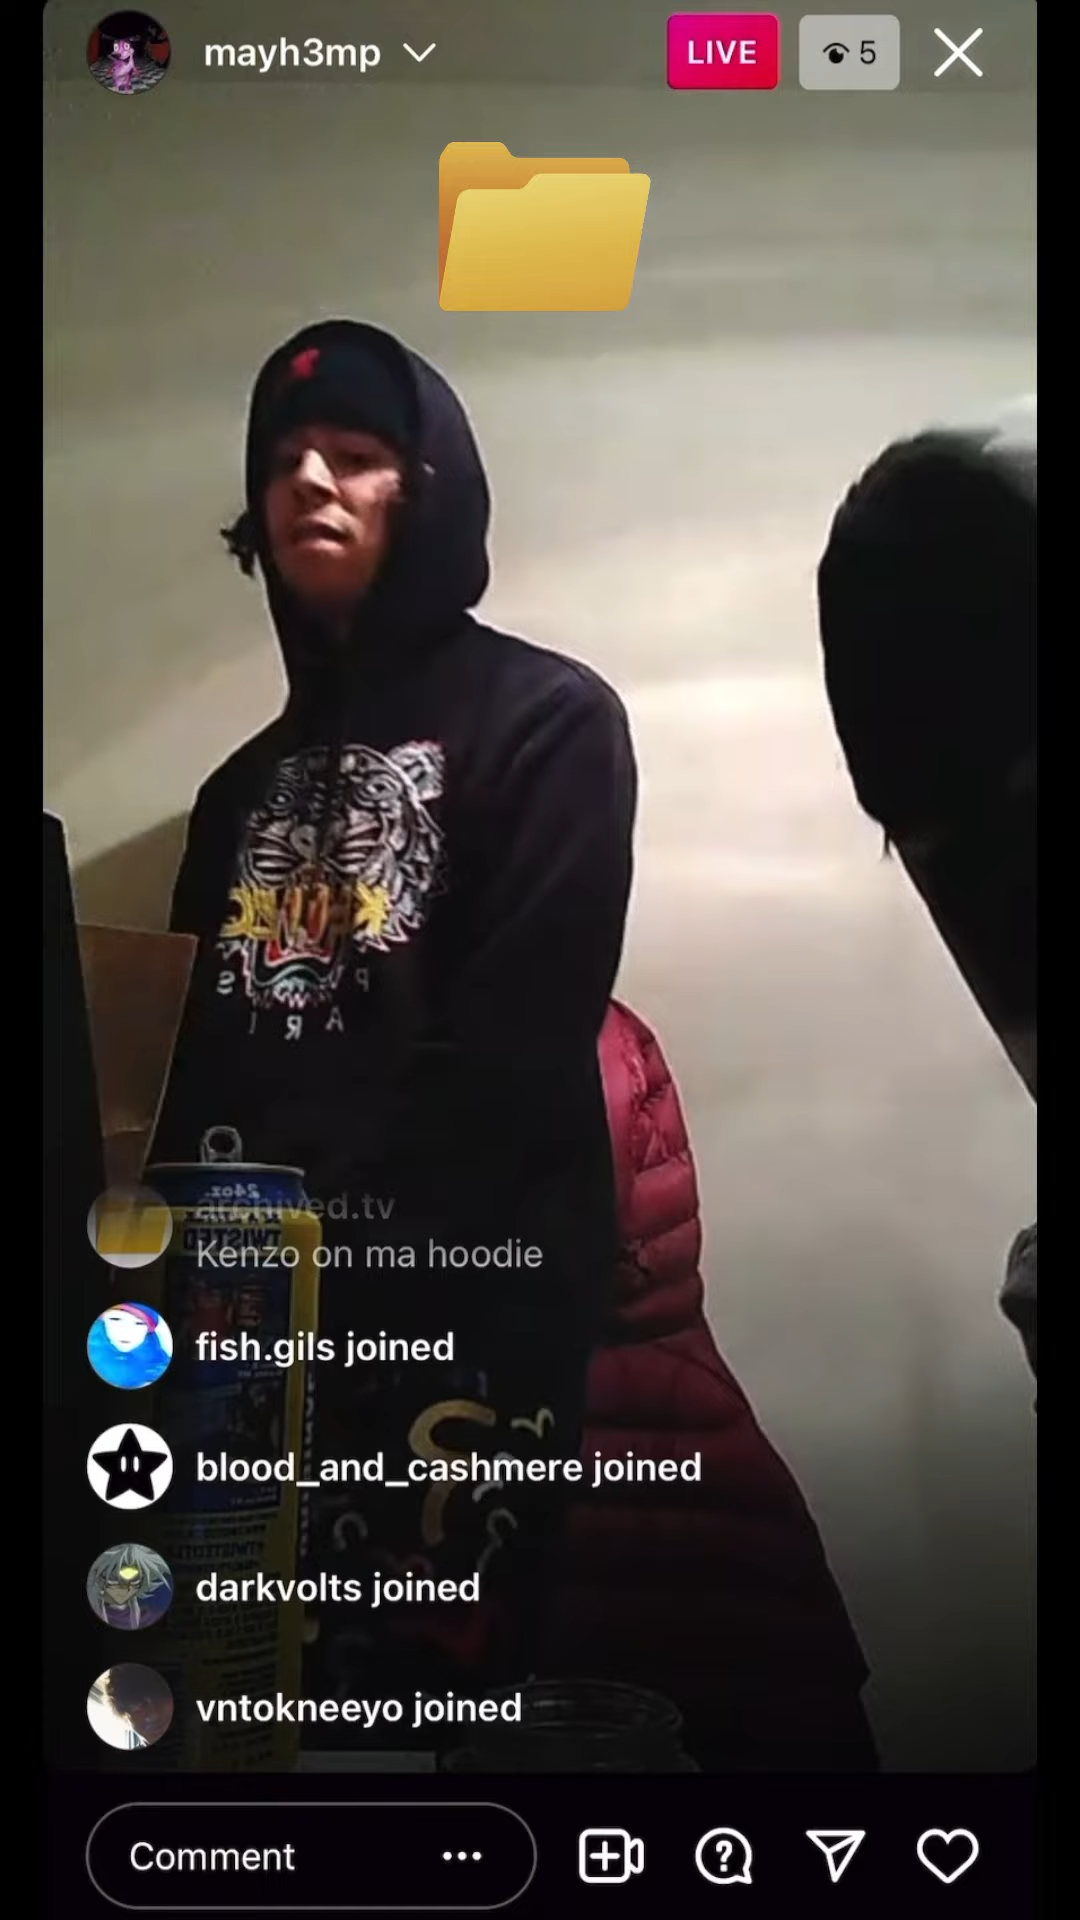 mayh3mp
LIVE
5
KENZO
PARIS
24oz.
archived.tv
TWISTED
Kenzo on ma hoodie
fish.gils joined
blood_and_cashmere joined
darkvolts joined
vntokneeyo joined
Comment